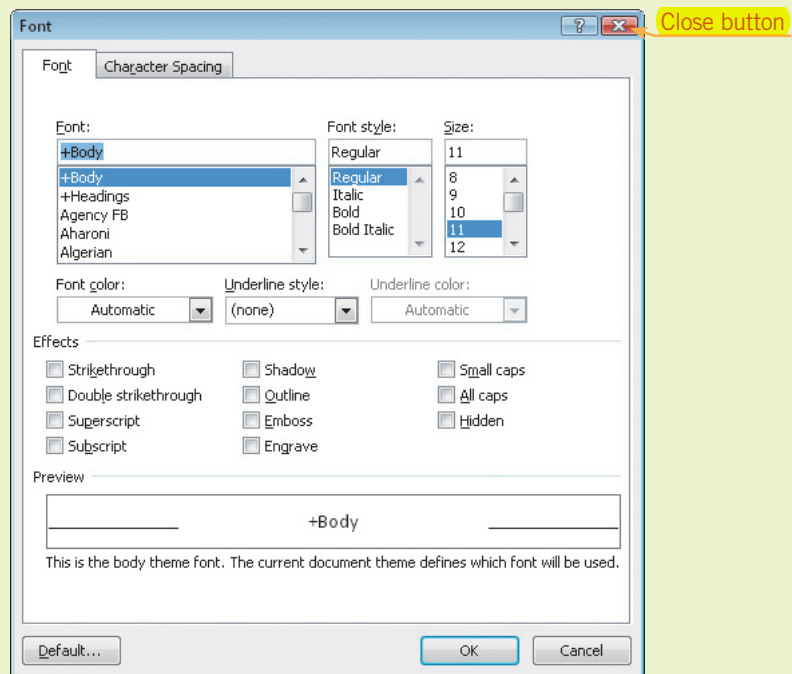 Font
Close button
Font Character Spacing
Font: Font style: Size:
+Body Regular 11
+Body Regular 8
+Headings Italic 9
Agency FB Bold 10
Aharoni Bold Italic 11
Algerian 12
Font color: Underline style: Underline color:
Automatic (none) Automatic
Effects
Strikethrough Shadow Small caps
Double strikethrough Outline All caps
Superscript Emboss Hidden
Subscript Engrave
Preview
+Body
This is the body theme font. The current document theme defines which font will be used.
Default... OK Cancel